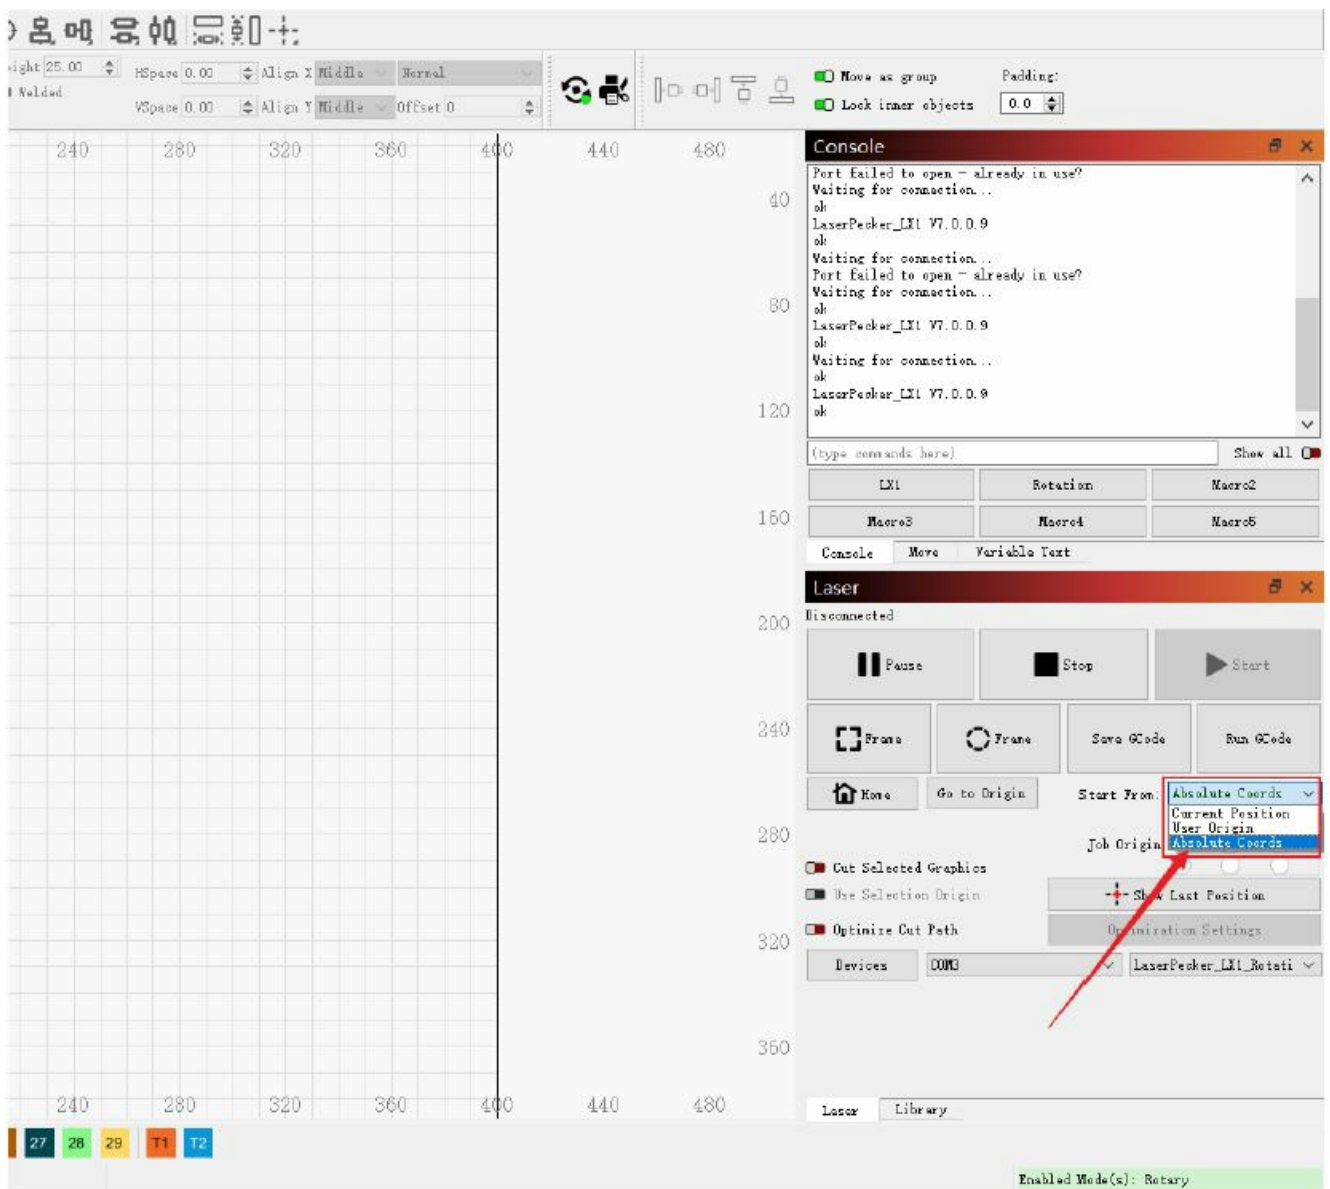 ight 25.00 HSpace 0.00 Align X Middle Normal
Welded
VSpace 0.00 Align Y Middle Offset 0
Move as group Padding:
Lock inner objects 0.0
240 280 320 360 400 440 480
40
80
120
160
200
240
280
320
360
240 280 320 360 400 440 480
27 28 29 T1 T2
Console
Port failed to open - already in use?
Waiting for connection...
ok
LaserPecker_LX1 V7.0.0.9
ok
Waiting for connection...
Port failed to open - already in use?
Waiting for connection...
ok
LaserPecker_LX1 V7.0.0.9
ok
Waiting for connection...
ok
LaserPecker_LX1 V7.0.0.9
ok
(type commands here) Show all
LX1 Rotation Macro2
Macro3 Macro4 Macro5
Console Move Variable Text
Laser
Disconnected
Pause Stop Start
Frame Frame Save GCode Run GCode
Home Go to Origin Start From: Absolute Coords
Current Position
User Origin
Absolute Coords
Job Origin
Cut Selected Graphics
Use Selection Origin Show Last Position
Optimize Cut Path Optimization Settings
Devices COM3 LaserPecker_LX1_Rotati
Laser Library
Enabled Mode(s): Rotary